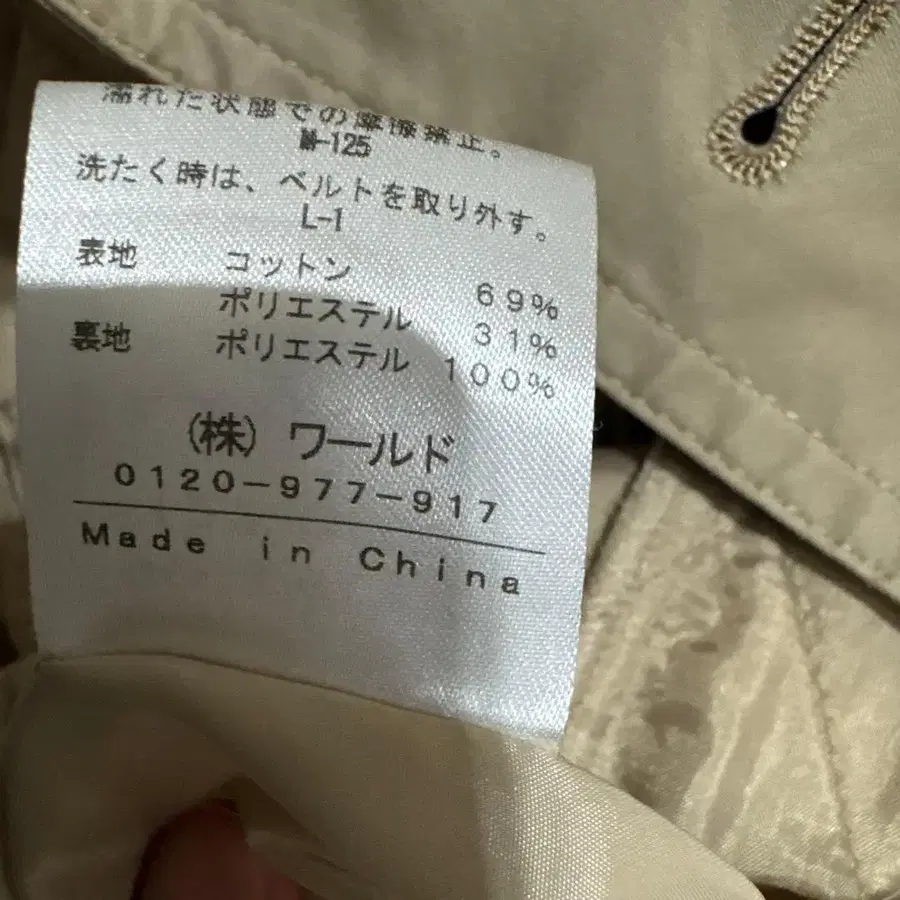 濡れた状態での摩擦禁止。
M-125
洗たく時は、ベルトを取り外す。
L-1
表地 コットン 69%
ポリエステル 31%
裏地 ポリエステル 100%
(株) ワールド
0120-977-917
Made in China